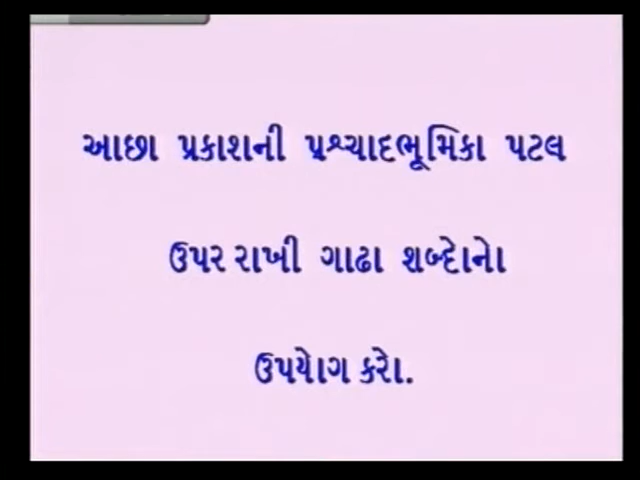 આછા પ્રકાશની પ્રશ્ચાદભૂમિકા પટલ
ઉપર રાખી ગાઢા શબ્દોનો
ઉપયોગ કરો.